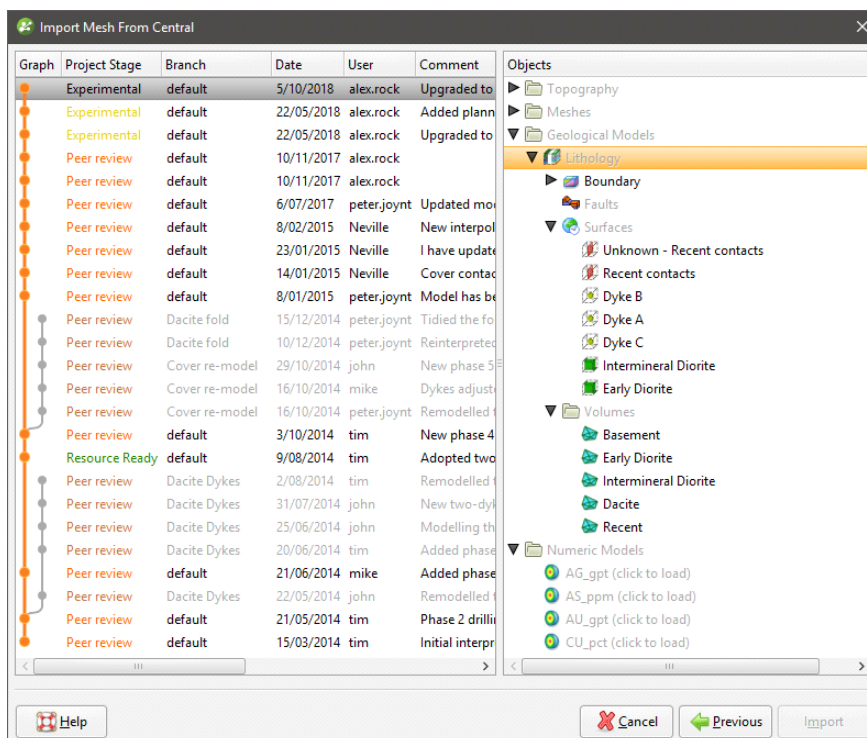 Import Mesh From Central
Graph Project Stage Branch Date User Comment
Experimental default 5/10/2018 alex.rock Upgraded to
Experimental default 22/05/2018 alex.rock Added plann
Experimental default 22/05/2018 alex.rock Upgraded to
Peer review default 10/11/2017 alex.rock
Peer review default 10/11/2017 alex.rock
Peer review default 6/07/2017 peter.joynt Updated mo
Peer review default 8/02/2015 Neville New interpol
Peer review default 23/01/2015 Neville I have update
Peer review default 14/01/2015 Neville Cover contac
Peer review default 8/01/2015 peter.joynt Model has be
Peer review Dacite fold 15/12/2014 peter.joynt Tidied the fo
Peer review Dacite fold 10/12/2014 peter.joynt Reinterpreted
Peer review Cover re-model 29/10/2014 john New phase 5
Peer review Cover re-model 16/10/2014 mike Dykes adjust
Peer review Cover re-model 16/10/2014 peter.joynt Remodelled
Peer review default 3/10/2014 tim New phase 4
Resource Ready default 9/08/2014 tim Adopted two
Peer review Dacite Dykes 2/08/2014 tim Remodelled
Peer review Dacite Dykes 31/07/2014 john New two-dyk
Peer review Dacite Dykes 25/06/2014 john Modelling th
Peer review Dacite Dykes 20/06/2014 tim Added phase
Peer review default 21/06/2014 mike Added phase
Peer review Dacite Dykes 22/05/2014 john Remodelled
Peer review default 21/05/2014 tim Phase 2 drilli
Peer review default 15/03/2014 tim Initial interpr
Objects
Topography
Meshes
Geological Models
Lithology
Boundary
Faults
Surfaces
Unknown - Recent contacts
Recent contacts
Dyke B
Dyke A
Dyke C
Intermineral Diorite
Early Diorite
Volumes
Basement
Early Diorite
Intermineral Diorite
Dacite
Recent
Numeric Models
AG_gpt (click to load)
AS_ppm (click to load)
AU_gpt (click to load)
CU_pct (click to load)
Help Cancel Previous Import